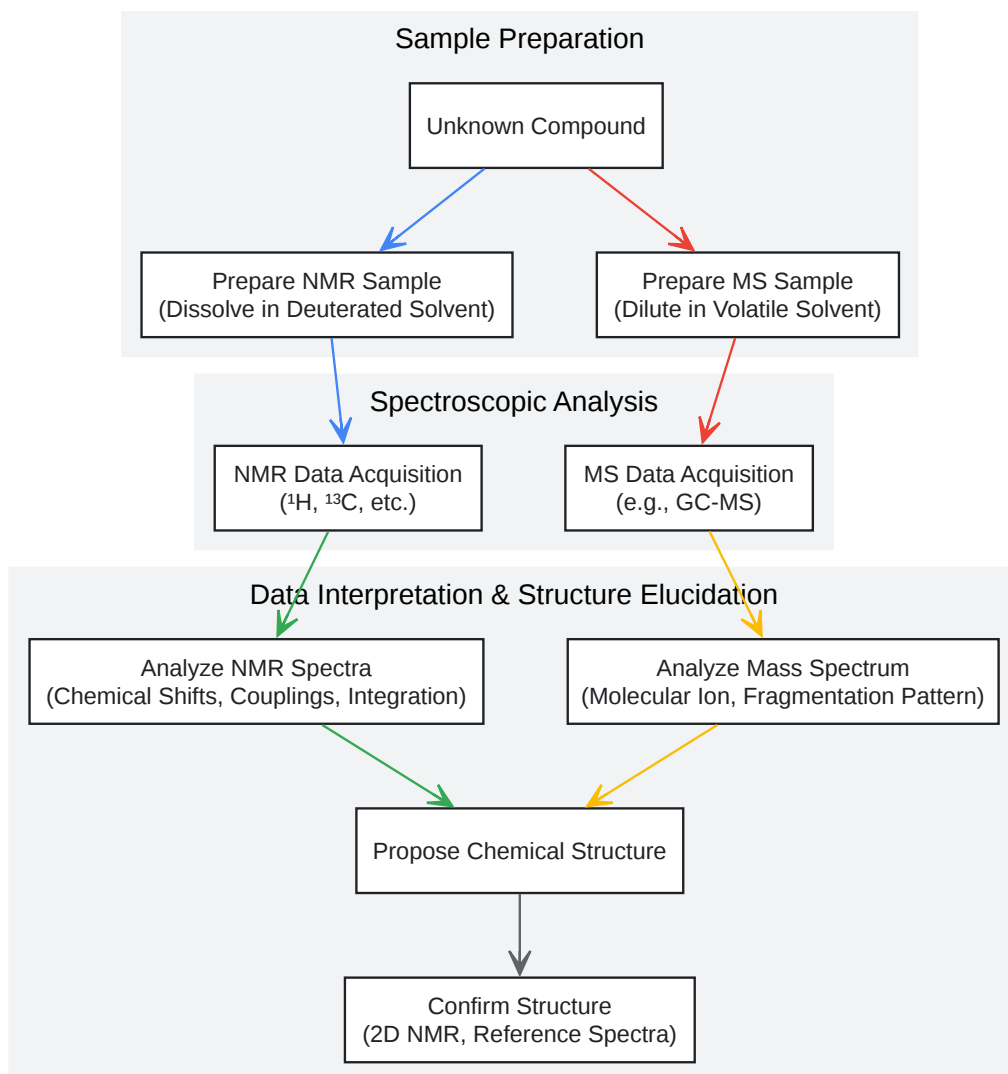 Sample Preparation
Unknown Compound
Prepare NMR Sample
(Dissolve in Deuterated Solvent)
Prepare MS Sample
(Dilute in Volatile Solvent)
Spectroscopic Analysis
NMR Data Acquisition
(¹H, ¹³C, etc.)
MS Data Acquisition
(e.g., GC-MS)
Data Interpretation & Structure Elucidation
Analyze NMR Spectra
(Chemical Shifts, Couplings, Integration)
Analyze Mass Spectrum
(Molecular Ion, Fragmentation Pattern)
Propose Chemical Structure
Confirm Structure
(2D NMR, Reference Spectra)